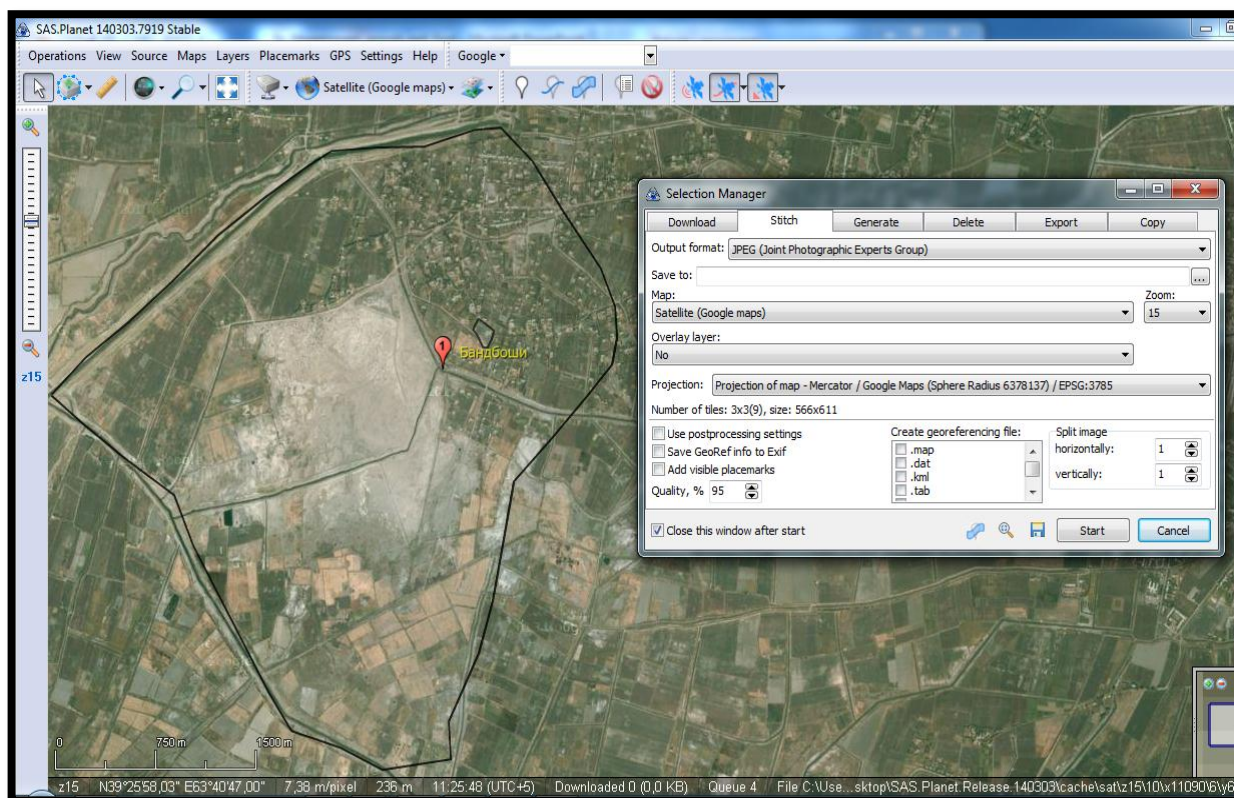 SAS.Planet 140303.7919 Stable
Operations View Source Maps Layers Placemarks GPS Settings Help Google
Satellite (Google maps)
z15
1
Бандбоши
Selection Manager
Download Stitch Generate Delete Export Copy
Output format: JPEG (Joint Photographic Experts Group)
Save to: ...
Map: Zoom:
Satellite (Google maps) 15
Overlay layer:
No
Projection: Projection of map - Mercator / Google Maps (Sphere Radius 6378137) / EPSG:3785
Number of tiles: 3x3(9), size: 566x611
Use postprocessing settings Create georeferencing file: Split image
Save GeoRef info to Exif .map horizontally: 1
Add visible placemarks .dat
.kml vertically: 1
Quality, % 95 .tab
Close this window after start Start Cancel
0 750 m 1500 m
z15 N39°25'58,03" E63°40'47,00" 7,38 m/pixel 236 m 11:25:48 (UTC+5) Downloaded 0 (0,0 KB) Queue 4 File C:\Use...sktop\SAS.Planet.Release.140303\cache\sat\z15\10\x11090\6\y6